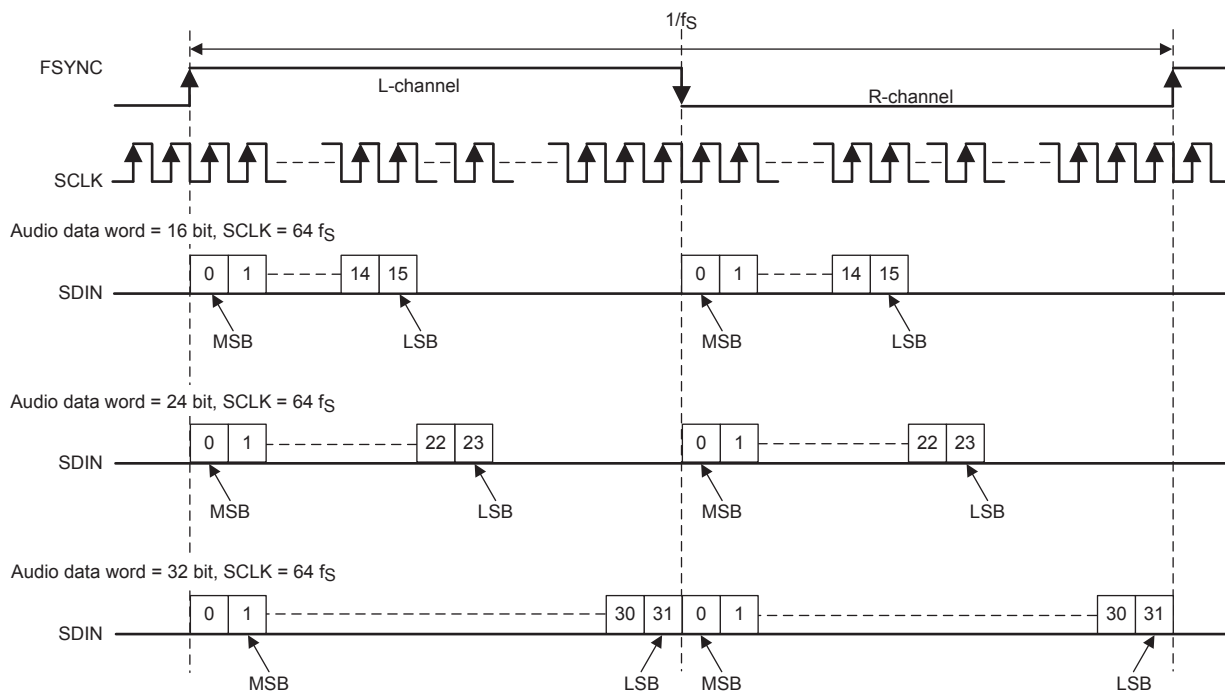 1/fS
FSYNC
L-channel
R-channel
SCLK
Audio data word = 16 bit, SCLK = 64 fS
SDIN 0 1 14 15 0 1 14 15
MSB LSB MSB LSB
Audio data word = 24 bit, SCLK = 64 fS
SDIN 0 1 22 23 0 1 22 23
MSB LSB MSB LSB
Audio data word = 32 bit, SCLK = 64 fS
SDIN 0 1 30 31 0 1 30 31
MSB LSB MSB LSB